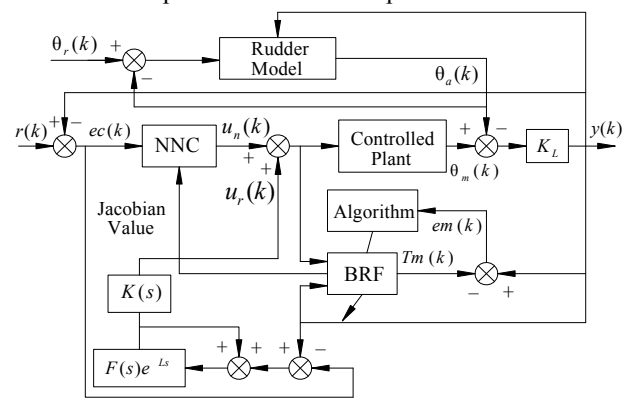 θr(k)
+
−
Rudder
Model
θa(k)
r(k)
+
−
ec(k)
NNC
un(k)
+
+
ur(k)
Controlled
Plant
+
−
θm(k)
KL
y(k)
Jacobian
Value
Algorithm
em(k)
BRF
Tm(k)
−
+
K(s)
F(s)e Ls
+
+
+
−